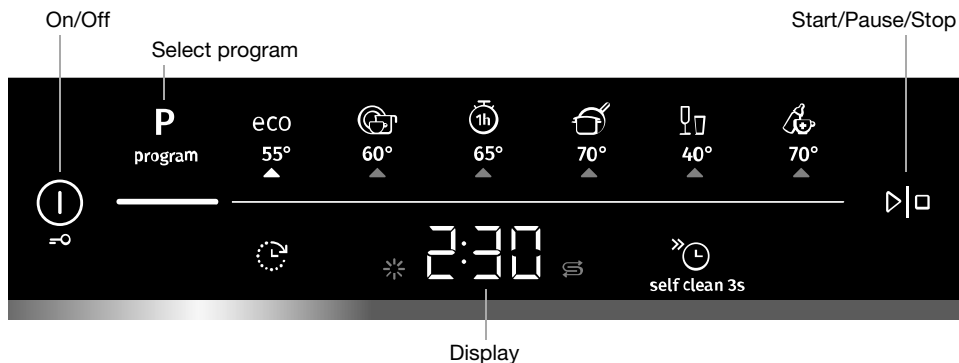 On/Off
Start/Pause/Stop
Select program
P
program
eco
55°
60°
1h
65°
70°
40°
70°
2:30
self clean 3s
Display